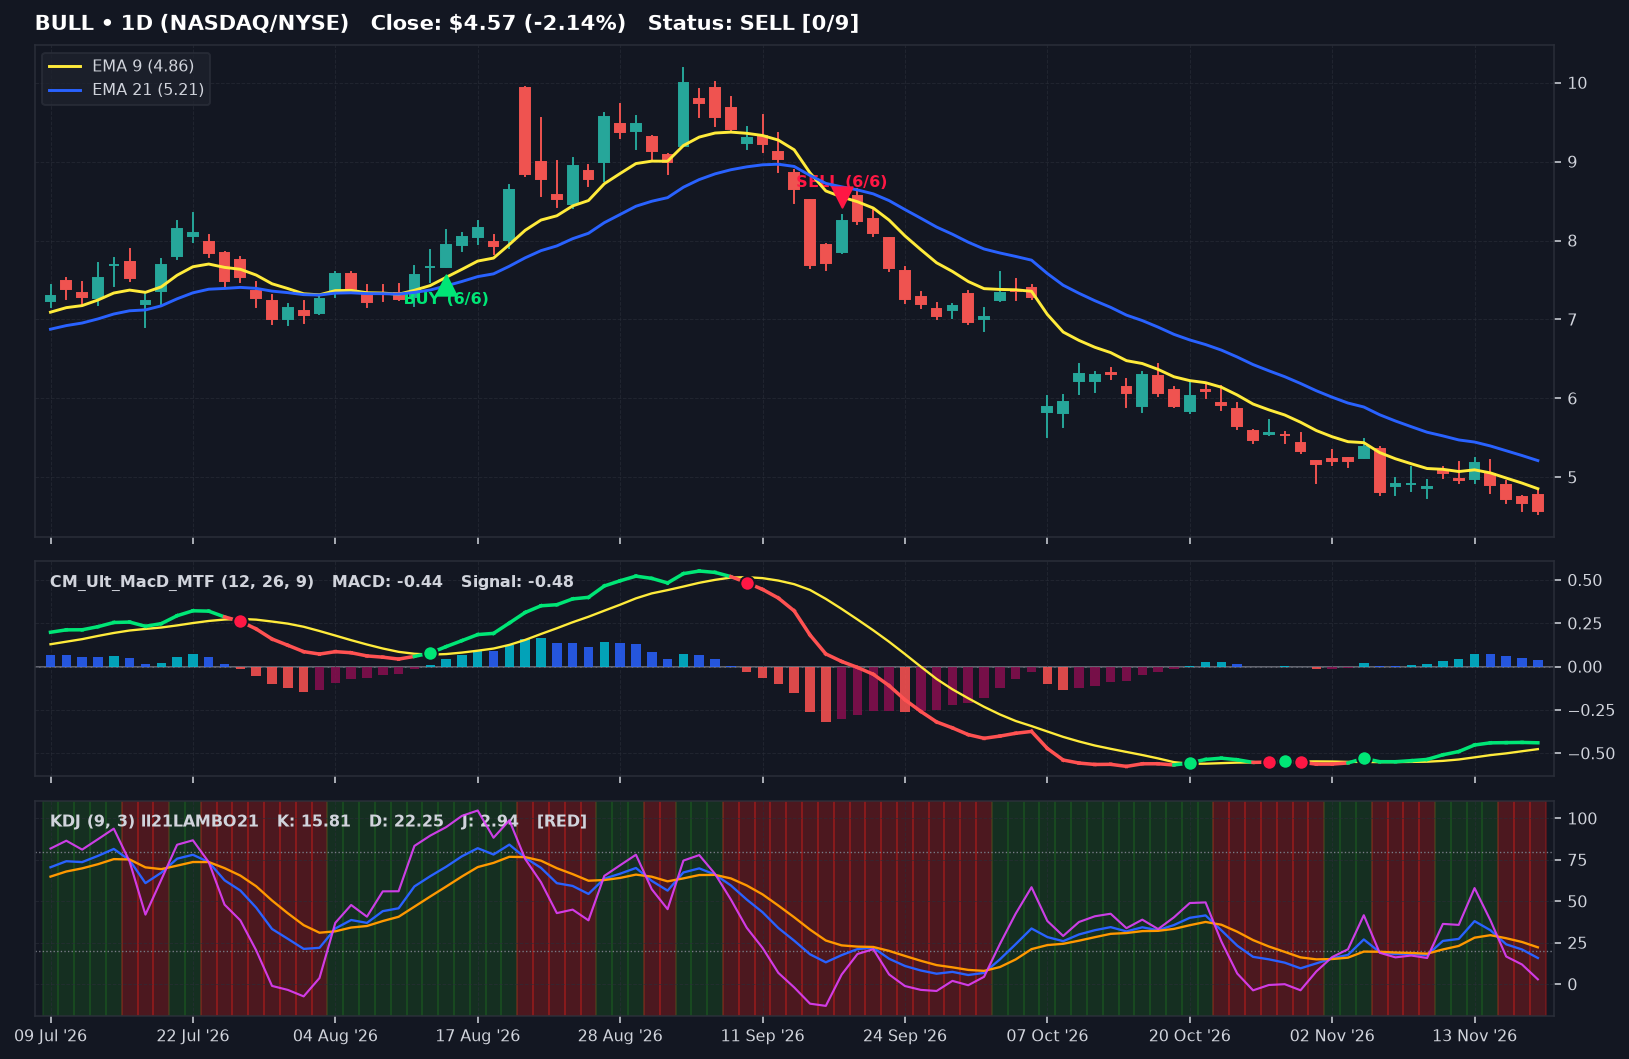 BULL • 1D (NASDAQ/NYSE)   Close: $4.57 (-2.14%)   Status: SELL [0/9]
EMA 9 (4.86)
EMA 21 (5.21)
10
9
8
7
6
5
SELL (6/6)
BUY (6/6)
CM_Ult_MacD_MTF (12, 26, 9)   MACD: -0.44   Signal: -0.48
0.50
0.25
0.00
−0.25
−0.50
KDJ (9, 3) II21LAMBO21   K: 15.81   D: 22.25   J: 2.94   [RED]
100
75
50
25
0
09 Jul '26   22 Jul '26   04 Aug '26   17 Aug '26   28 Aug '26   11 Sep '26   24 Sep '26   07 Oct '26   20 Oct '26   02 Nov '26   13 Nov '26